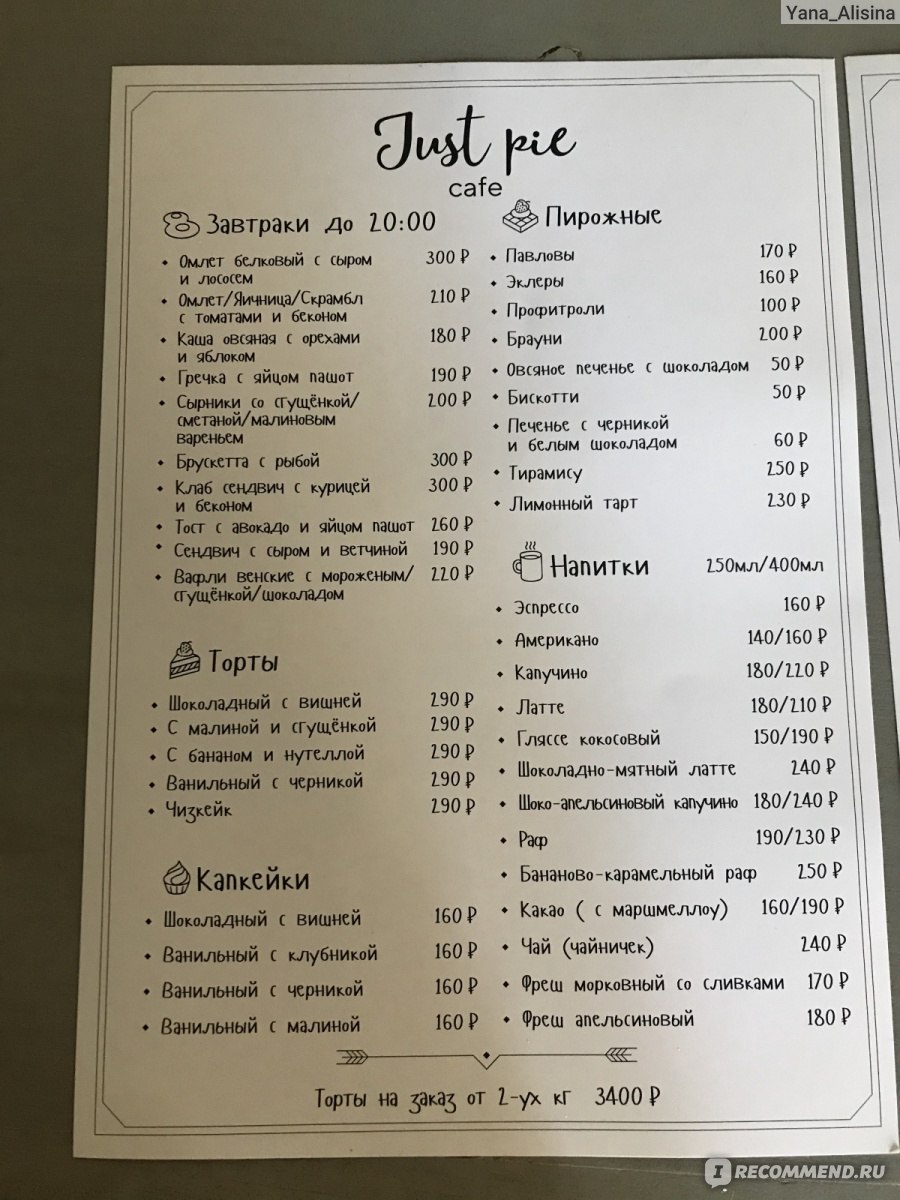 Yana_Alisina
Just pie
cafe
Завтраки до 20:00
• Омлет белковый с сыром 300 ₽
и лососем
• Омлет/Яичница/Скрамбл 210 ₽
с томатами и беконом
• Каша овсяная с орехами 180 ₽
и яблоком
• Гречка с яйцом пашот 190 ₽
• Сырники со сгущёнкой/ 200 ₽
сметаной/малиновым
вареньем
• Брускетта с рыбой 300 ₽
• Клаб сендвич с курицей 300 ₽
и беконом
• Тост с авокадо и яйцом пашот 260 ₽
• Сендвич с сыром и ветчиной 190 ₽
• Вафли венские с мороженым/ 220 ₽
сгущёнкой/шоколадом
Торты
• Шоколадный с вишней 290 ₽
• С малиной и сгущёнкой 290 ₽
• С бананом и нутеллой 290 ₽
• Ванильный с черникой 290 ₽
• Чизкейк 290 ₽
Капкейки
• Шоколадный с вишней 160 ₽
• Ванильный с клубникой 160 ₽
• Ванильный с черникой 160 ₽
• Ванильный с малиной 160 ₽
Пирожные
• Павловы 170 ₽
• Эклеры 160 ₽
• Профитроли 100 ₽
• Брауни 200 ₽
• Овсяное печенье с шоколадом 50 ₽
• Бискотти 50 ₽
• Печенье с черникой
и белым шоколадом 60 ₽
• Тирамису 250 ₽
• Лимонный тарт 230 ₽
Напитки 250мл/400мл
• Эспрессо 160 ₽
• Американо 140/160 ₽
• Капучино 180/220 ₽
• Латте 180/210 ₽
• Гляссе кокосовый 150/190 ₽
• Шоколадно-мятный латте 240 ₽
• Шоко-апельсиновый капучино 180/240 ₽
• Раф 190/230 ₽
• Бананово-карамельный раф 250 ₽
• Какао ( с маршмеллоу) 160/190 ₽
• Чай (чайничек) 240 ₽
• Фреш морковный со сливками 170 ₽
• Фреш апельсиновый 180 ₽
Торты на заказ от 2-ух кг 3400 ₽
I RECOMMEND.RU